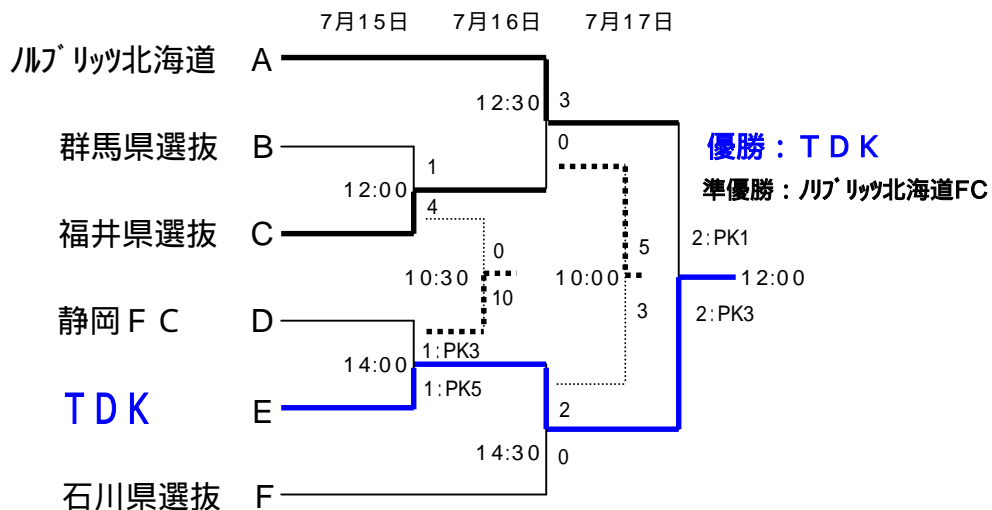 7月15日 7月16日 7月17日
ﾉﾙﾌﾞﾘｯﾂ北海道 A
12:30 3
0
群馬県選抜 B
優勝：ＴＤＫ
1
12:00
準優勝：ﾉﾘﾌﾞﾘｯﾂ北海道FC
4
福井県選抜 C
2:PK1
0 5
10:30 10:00 12:00
10 3
2:PK3
静岡ＦＣ D
1:PK3
14:00
1:PK5
ＴＤＫ E
2
14:30 0
石川県選抜 F